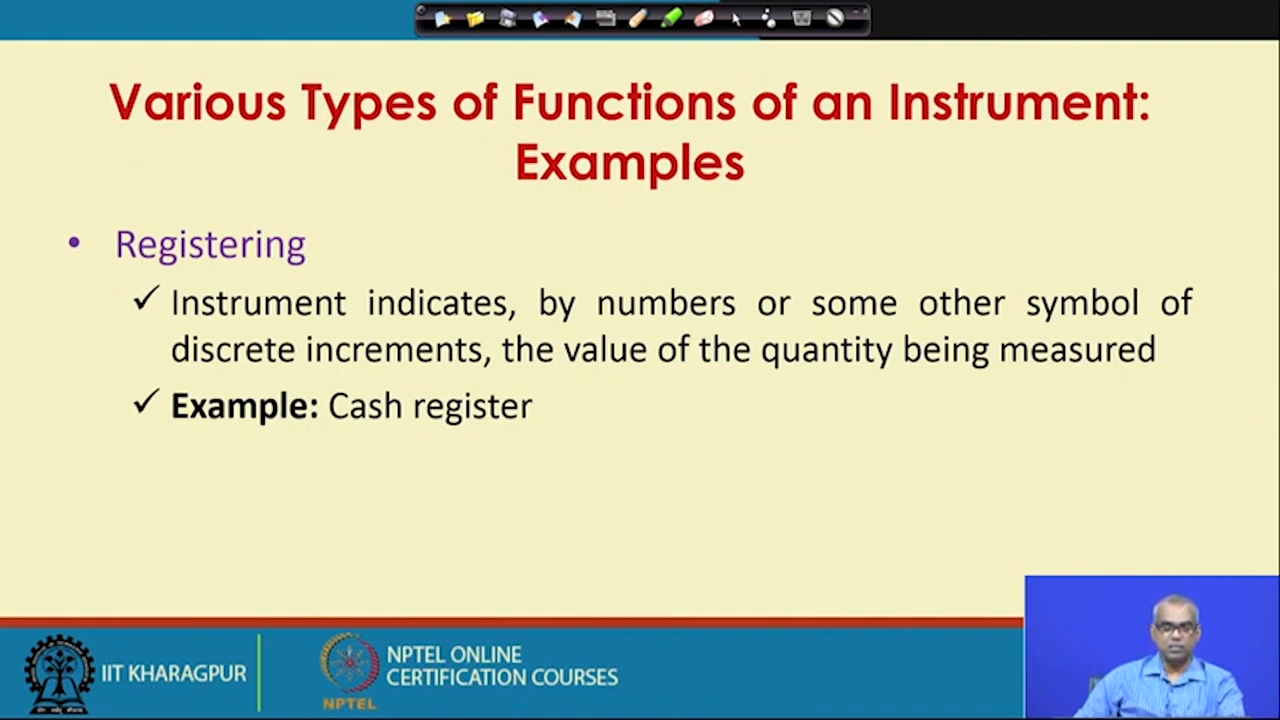 Various Types of Functions of an Instrument:
Examples
• Registering
✓ Instrument indicates, by numbers or some other symbol of
discrete increments, the value of the quantity being measured
✓ Example: Cash register
IIT KHARAGPUR
NPTEL
NPTEL ONLINE
CERTIFICATION COURSES